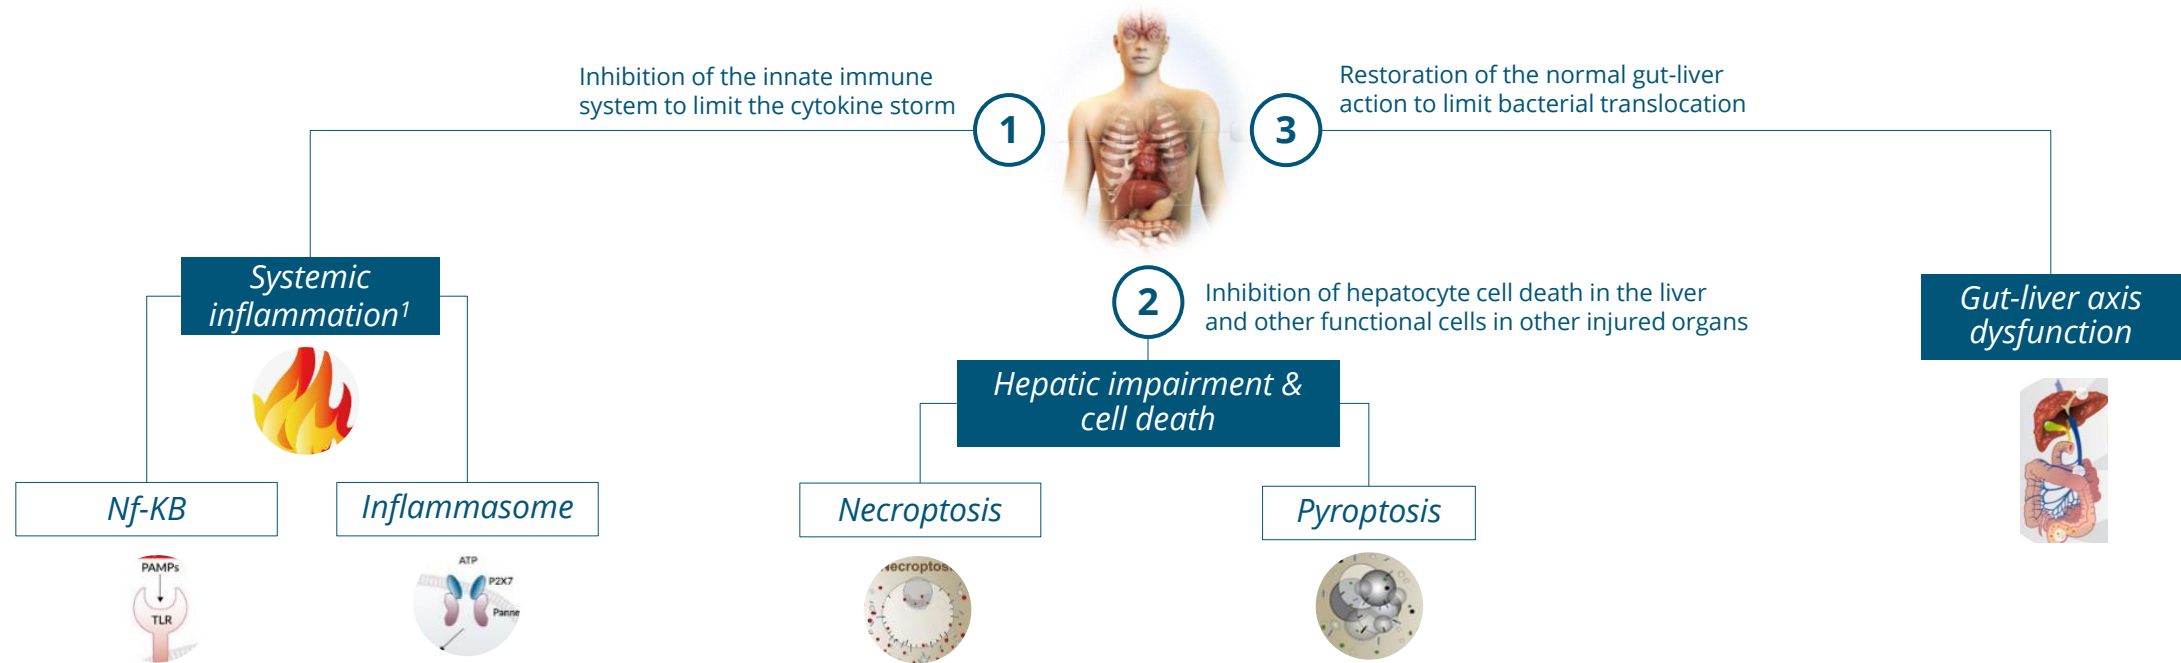 Inhibition of the innate immune
system to limit the cytokine storm
1
3
Restoration of the normal gut-liver
action to limit bacterial translocation
Systemic
inflammation1
2
Inhibition of hepatocyte cell death in the liver
and other functional cells in other injured organs
Gut-liver axis
dysfunction
Hepatic impairment &
cell death
Nf-KB
Inflammasome
Necroptosis
Pyroptosis
PAMPs
TLR
ATP
P2X7
Panne